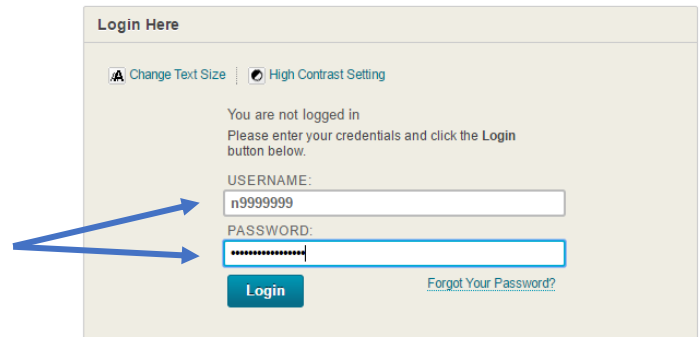 Login Here
Change Text Size High Contrast Setting
You are not logged in
Please enter your credentials and click the Login
button below.
USERNAME:
n9999999
PASSWORD:
•••••••••••••••••
Login Forgot Your Password?